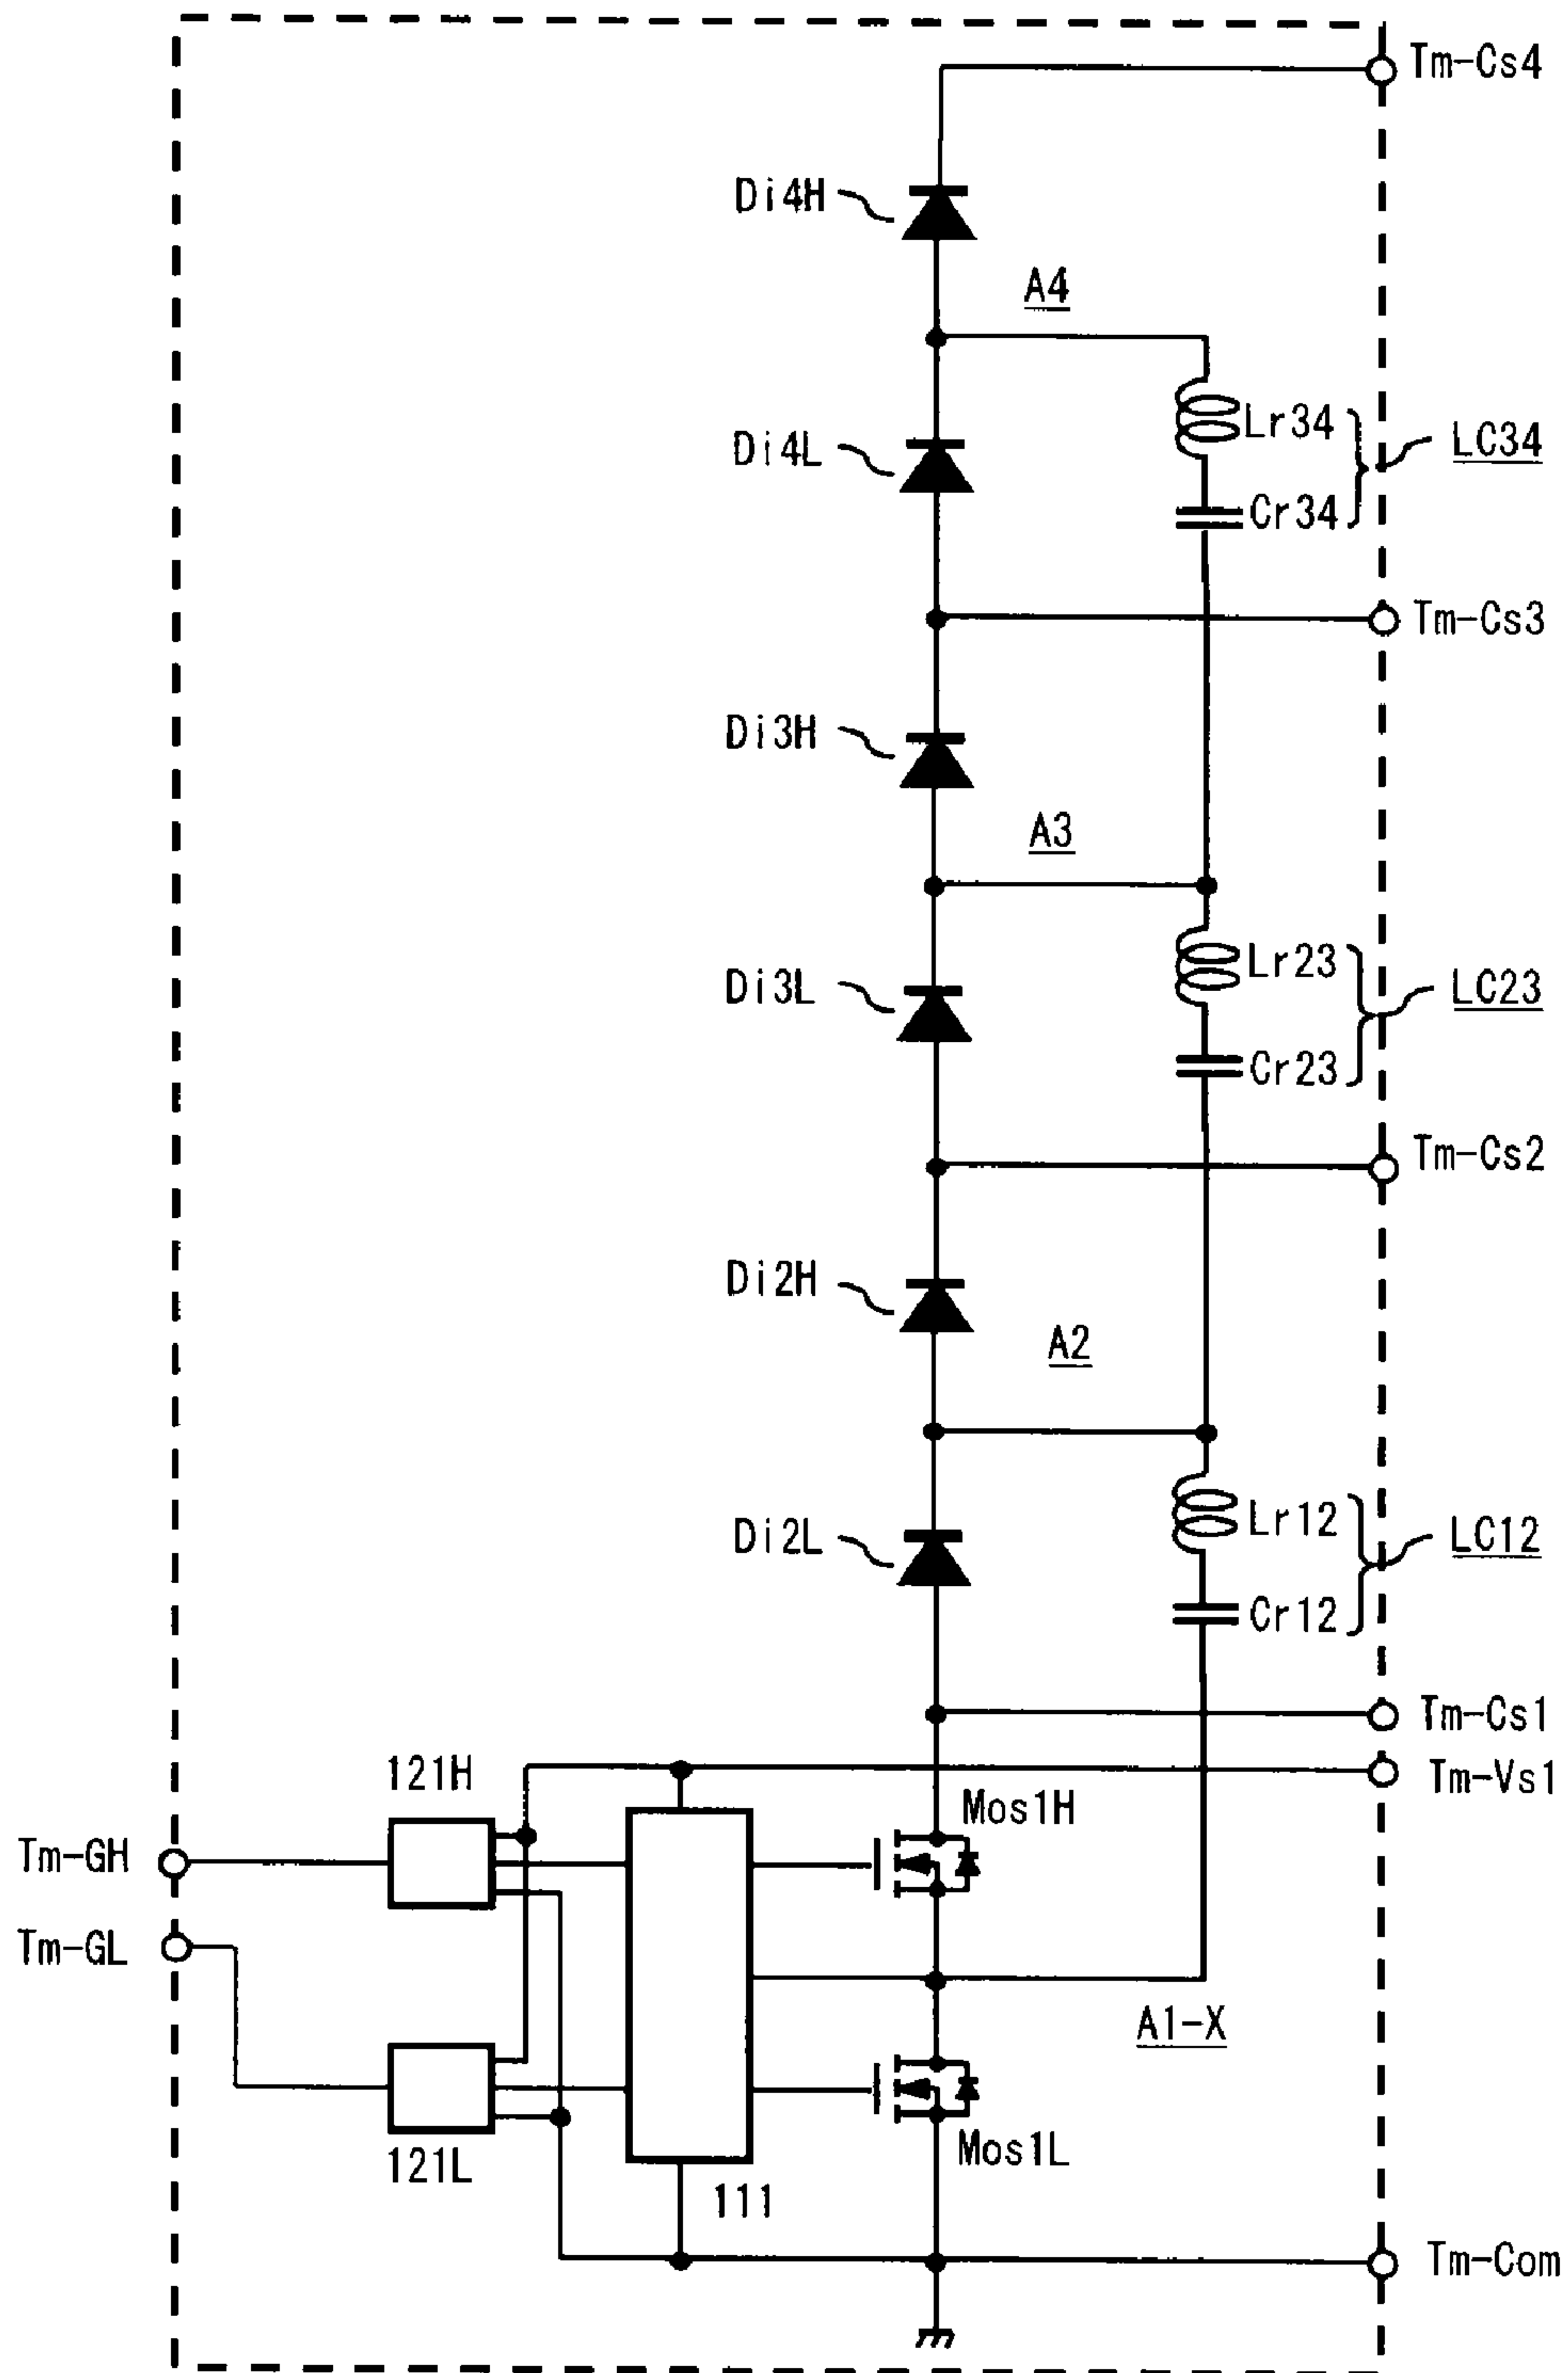 Tm-Cs4
Di4H
A4
Lr34
Di4L
LC34
Cr34
Tm-Cs3
Di3H
A3
Lr23
Di3L
LC23
Cr23
Tm-Cs2
Di2H
A2
Lr12
Di2L
LC12
Cr12
Tm-Cs1
121H
Tm-Vs1
Mos1H
Tm-GH
Tm-GL
A1-X
Mos1L
121L
111
Tm-Com